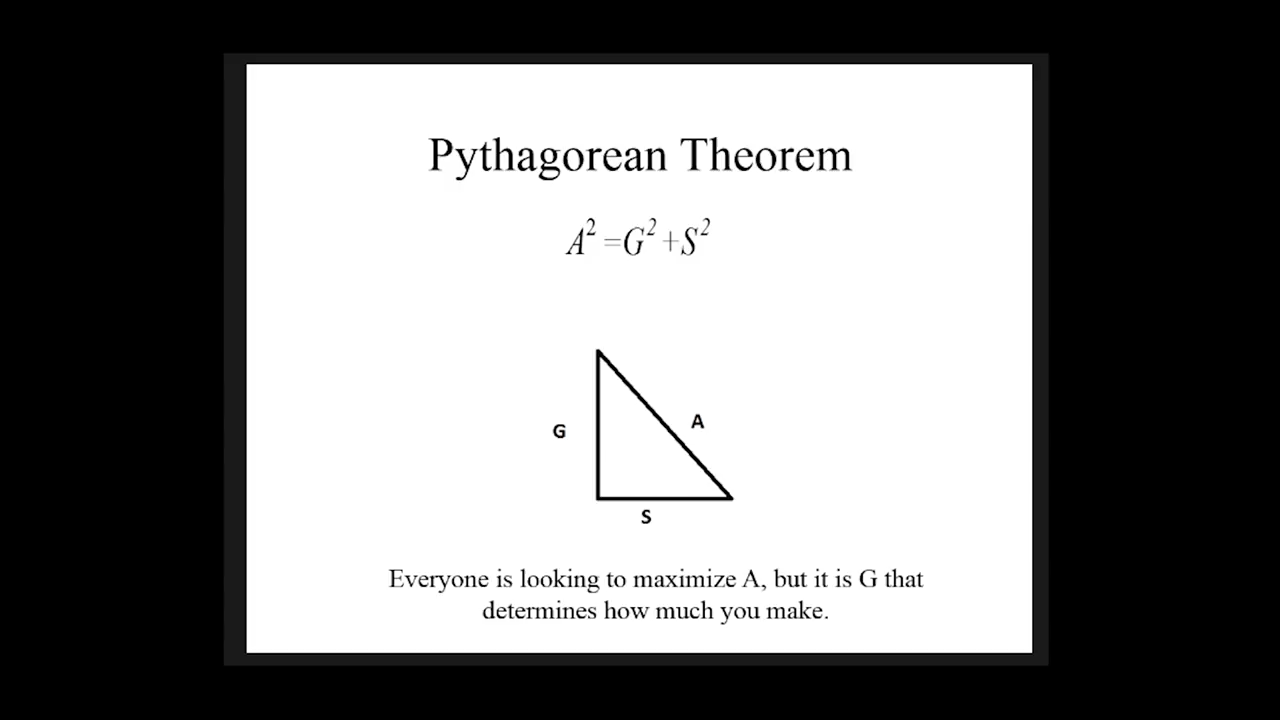 Pythagorean Theorem
A² =G² +S²
G
A
S
Everyone is looking to maximize A, but it is G that
determines how much you make.